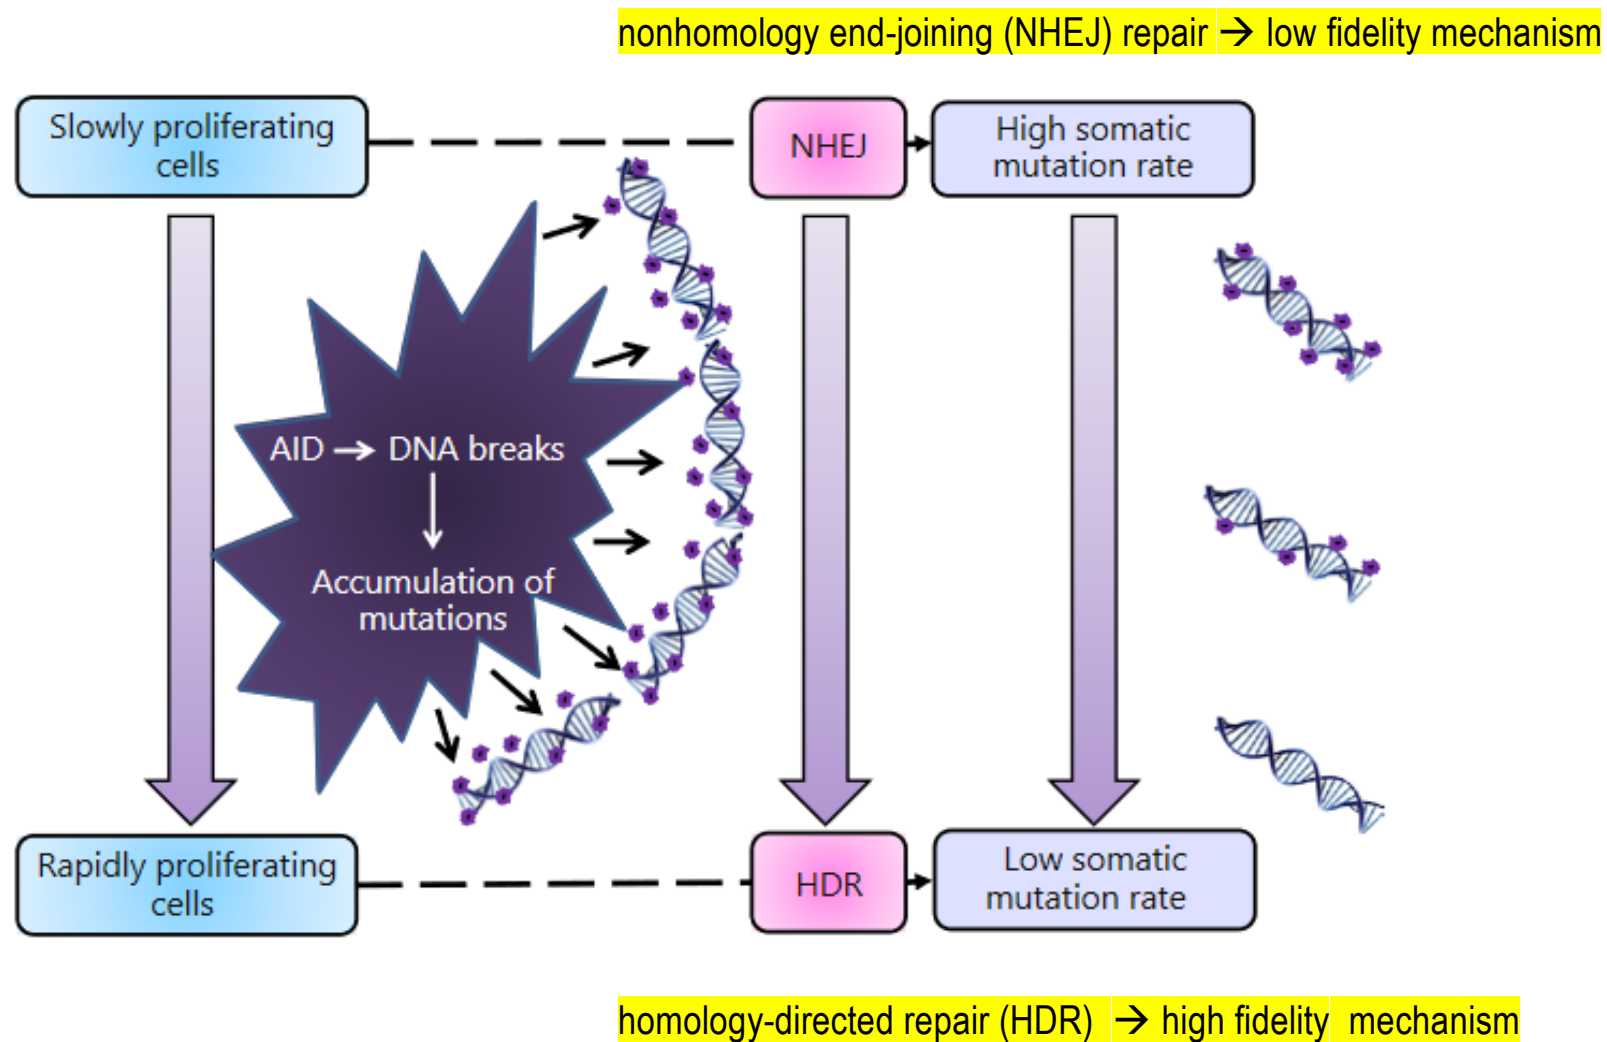 nonhomology end-joining (NHEJ) repair → low fidelity mechanism
Slowly proliferating
cells
NHEJ
High somatic
mutation rate
AID → DNA breaks
Accumulation of
mutations
Rapidly proliferating
cells
HDR
Low somatic
mutation rate
homology-directed repair (HDR) → high fidelity mechanism